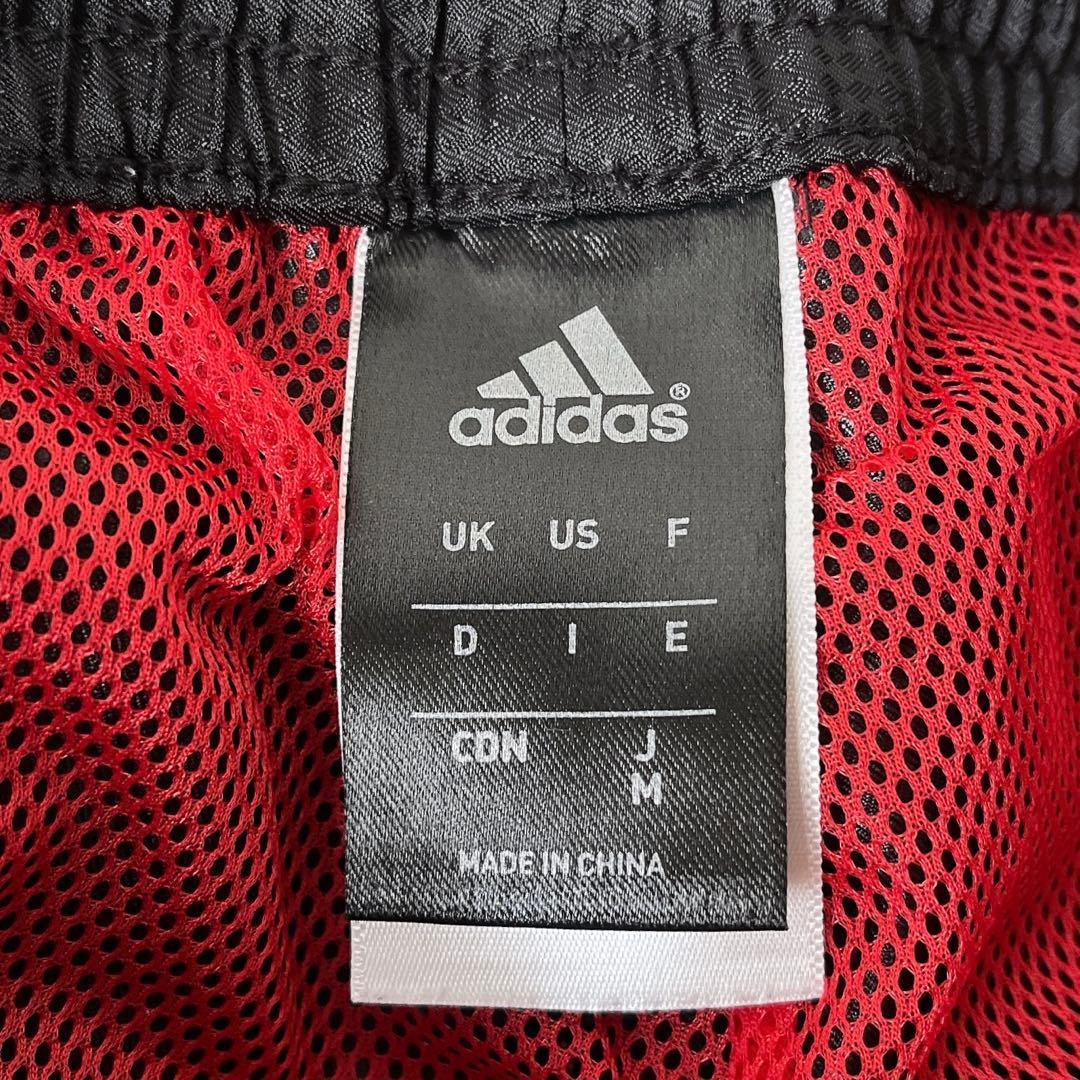 adidas®
UK US F
D I E
CDN J
M
MADE IN CHINA